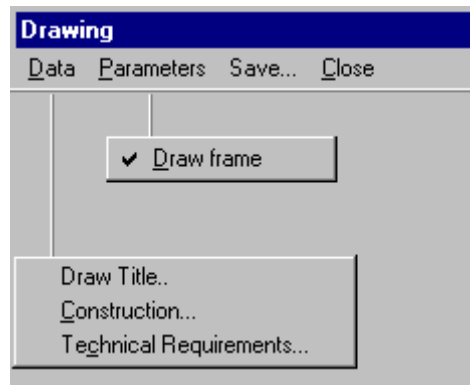 Drawing
Data Parameters Save... Close
Draw frame
Draw Title..
Construction...
Technical Requirements...